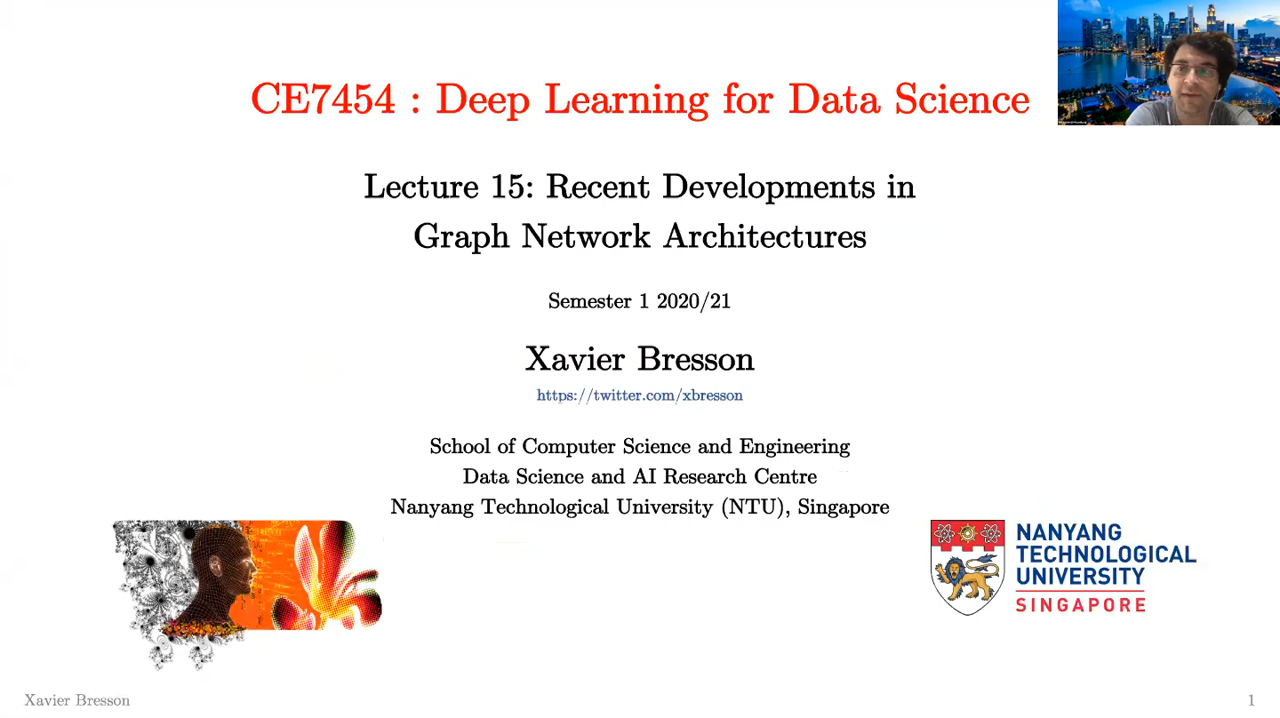 CE7454 : Deep Learning for Data Science
Lecture 15: Recent Developments in
Graph Network Architectures
Semester 1 2020/21
Xavier Bresson
https://twitter.com/xbresson
School of Computer Science and Engineering
Data Science and AI Research Centre
Nanyang Technological University (NTU), Singapore
NANYANG
TECHNOLOGICAL
UNIVERSITY
SINGAPORE
Xavier Bresson
1